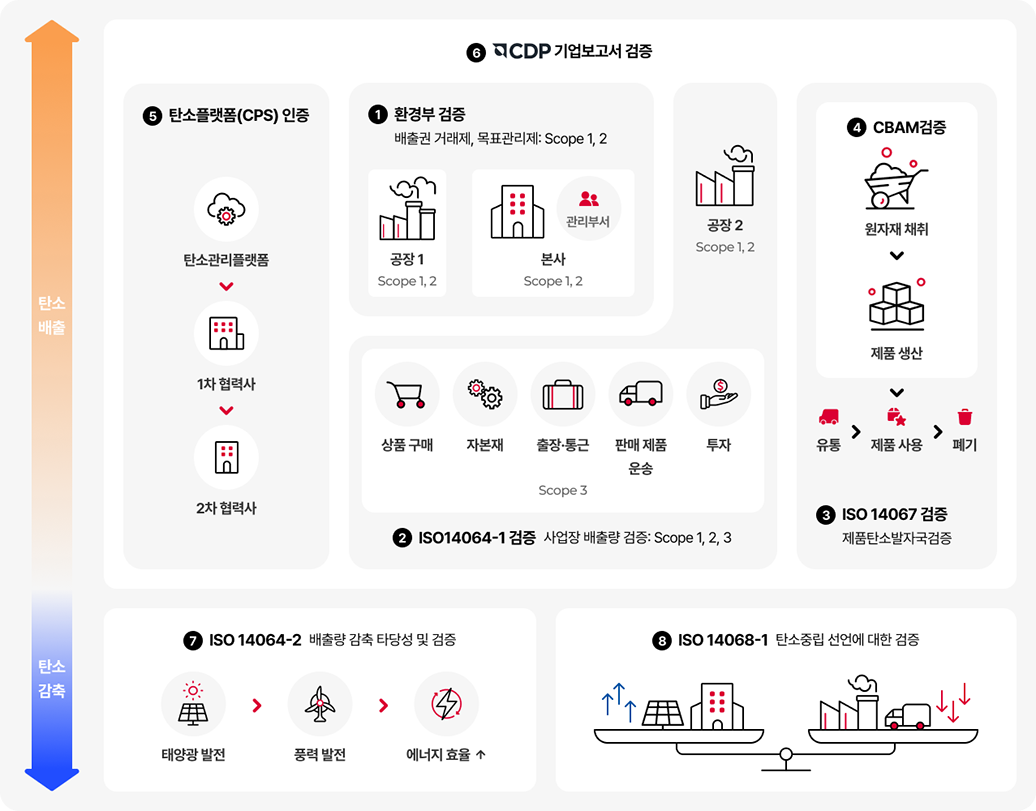 탄소
배출
탄소
감축
6 CDP 기업보고서 검증
5 탄소플랫폼(CPS) 인증
탄소관리플랫폼
1차 협력사
2차 협력사
1 환경부 검증
배출권 거래제, 목표관리제: Scope 1, 2
공장 1
Scope 1, 2
관리부서
본사
Scope 1, 2
공장 2
Scope 1, 2
상품 구매
자본재
출장·통근
판매 제품
운송
투자
Scope 3
2 ISO14064-1 검증 사업장 배출량 검증: Scope 1, 2, 3
4 CBAM검증
원자재 채취
제품 생산
유통
제품 사용
폐기
3 ISO 14067 검증
제품탄소발자국검증
7 ISO 14064-2 배출량 감축 타당성 및 검증
태양광 발전
풍력 발전
에너지 효율 ↑
8 ISO 14068-1 탄소중립 선언에 대한 검증